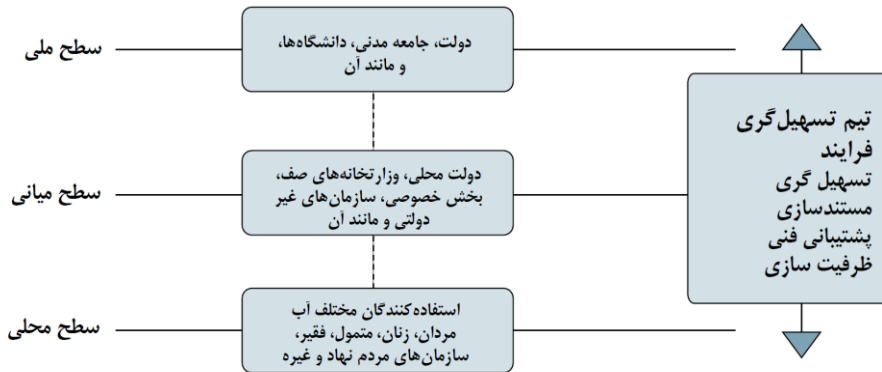 سطح ملی
دولت، جامعه مدنی، دانشگاه‌ها،
و مانند آن
سطح میانی
دولت محلی، وزارتخانه‌های صف،
بخش خصوصی، سازمان‌های غیر
دولتی و مانند آن
سطح محلی
استفاده‌کنندگان مختلف آب
مردان، زنان، متمول، فقیر،
سازمان‌های مردم نهاد و غیره
تیم تسهیل‌گری
فرایند
تسهیل گری
مستندسازی
پشتیبانی فنی
ظرفیت سازی